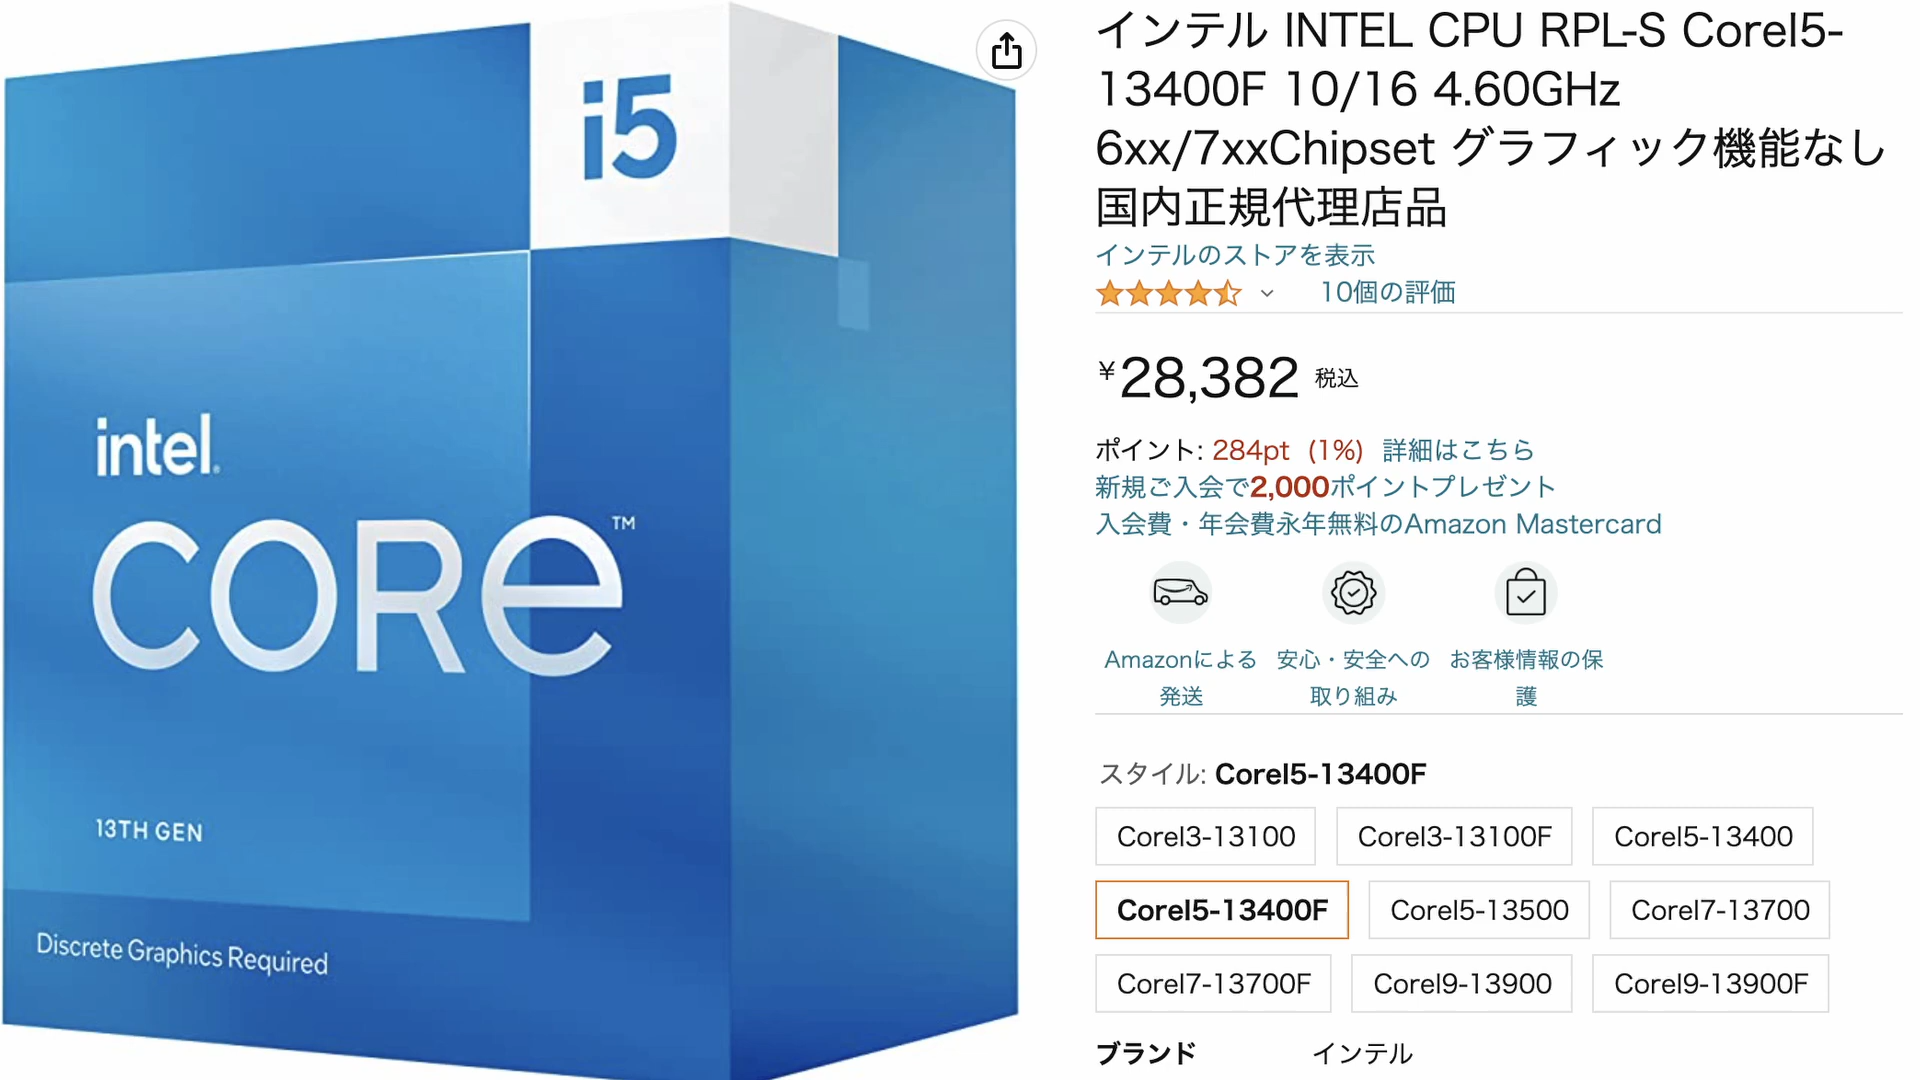 i5
intel.
CORE™
13TH GEN
Discrete Graphics Required
インテル INTEL CPU RPL-S CoreI5-
13400F 10/16 4.60GHz
6xx/7xxChipset グラフィック機能なし
国内正規代理店品
インテルのストアを表示
10個の評価
¥28,382 税込
ポイント: 284pt (1%) 詳細はこちら
新規ご入会で2,000ポイントプレゼント
入会費・年会費永年無料のAmazon Mastercard
Amazonによる
発送
安心・安全への
取り組み
お客様情報の保
護
スタイル: CoreI5-13400F
CoreI3-13100 CoreI3-13100F CoreI5-13400
CoreI5-13400F CoreI5-13500 CoreI7-13700
CoreI7-13700F CoreI9-13900 CoreI9-13900F
ブランド インテル